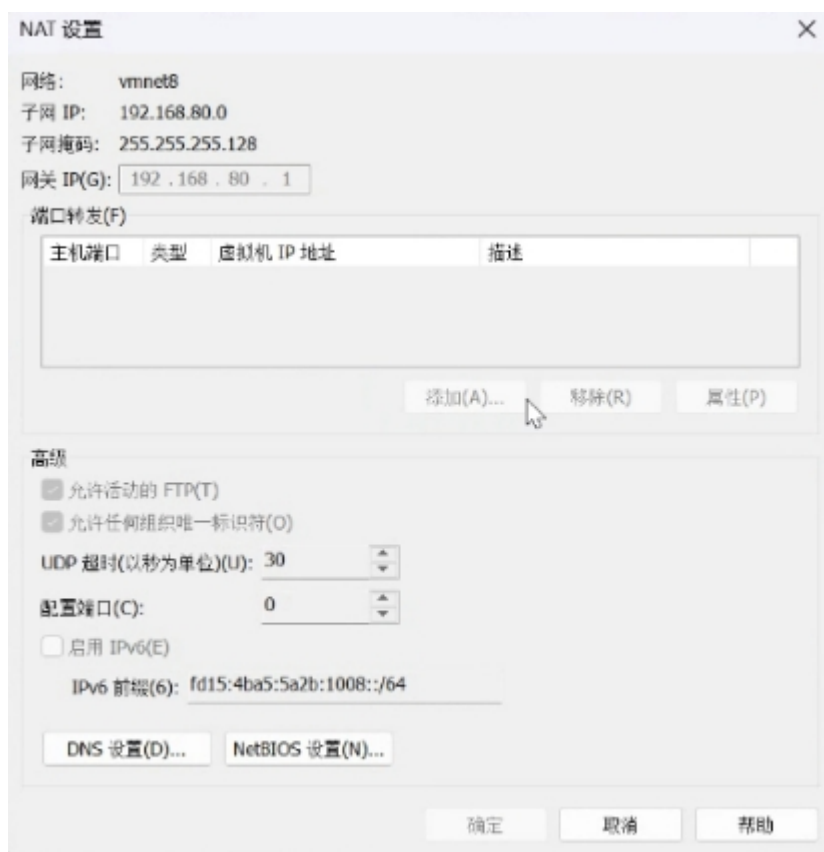 NAT 设置
网络: vmnet8
子网 IP: 192.168.80.0
子网掩码: 255.255.255.128
网关 IP(G): 192 . 168 . 80 . 1
端口转发(F)
主机端口 类型 虚拟机 IP 地址 描述
添加(A)... 移除(R) 属性(P)
高级
允许活动的 FTP(T)
允许任何组织唯一标识符(O)
UDP 超时(以秒为单位)(U): 30
配置端口(C): 0
启用 IPv6(E)
IPv6 前缀(6): fd15:4ba5:5a2b:1008::/64
DNS 设置(D)... NetBIOS 设置(N)...
确定 取消 帮助